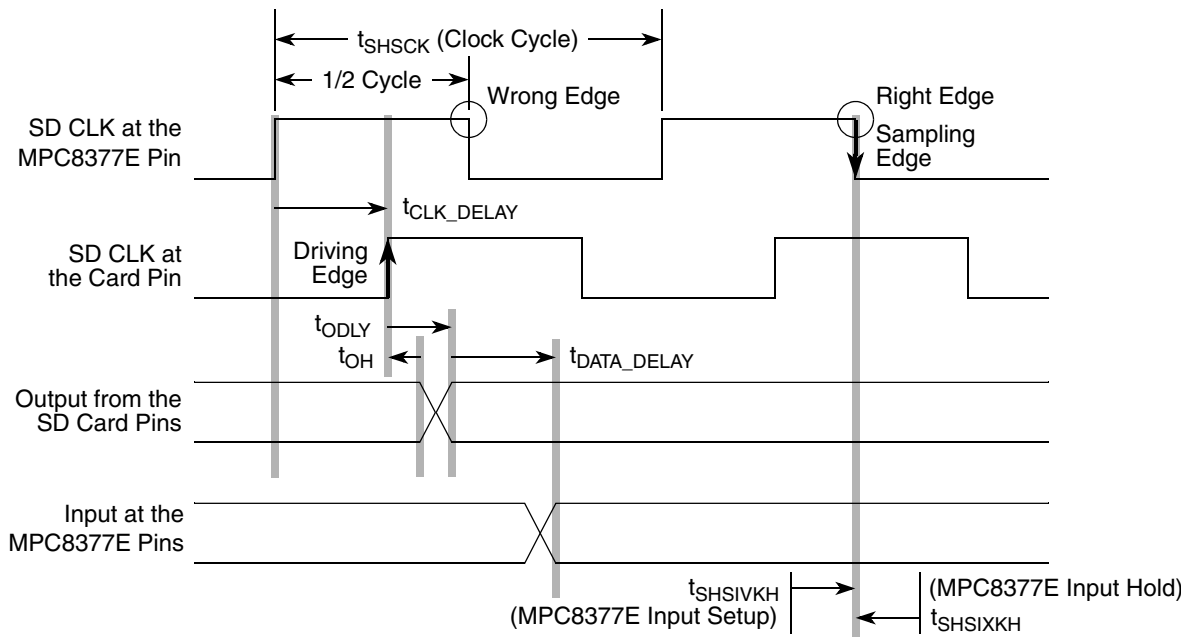 tSHSCK (Clock Cycle)
1/2 Cycle
Wrong Edge
Right Edge
SD CLK at the
MPC8377E Pin
Sampling
Edge
tCLK_DELAY
SD CLK at
the Card Pin
Driving
Edge
tODLY
tOH
tDATA_DELAY
Output from the
SD Card Pins
Input at the
MPC8377E Pins
tSHSIVKH
(MPC8377E Input Setup)
(MPC8377E Input Hold)
tSHSIXKH